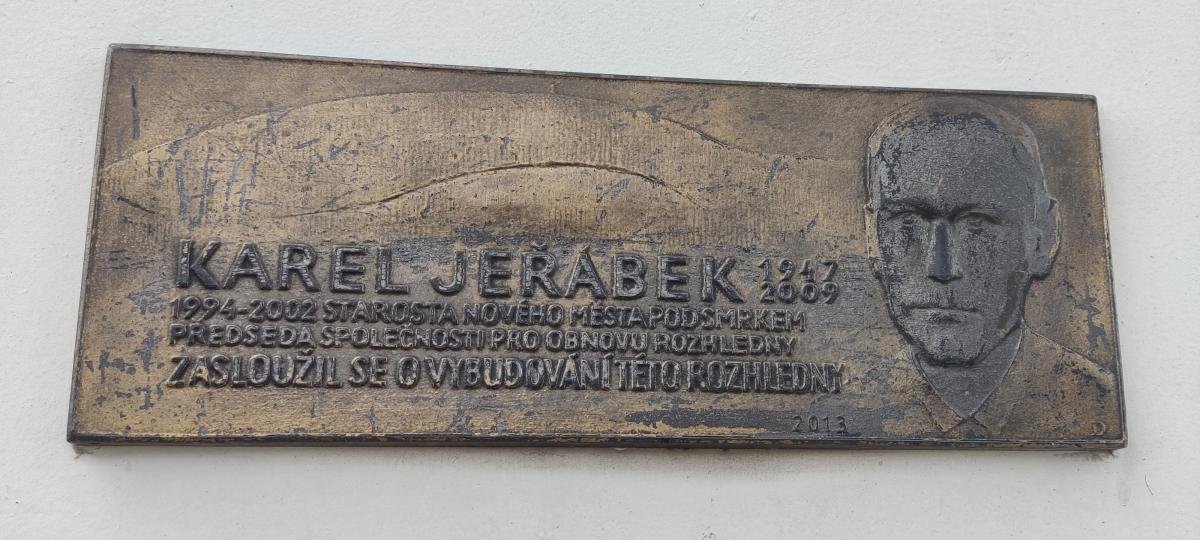 KAREL JEŘÁBEK 1947 2009
1994-2002 STAROSTA NOVÉHO MĚSTA POD SMRKEM
PŘEDSEDA SPOLEČNOSTI PRO OBNOVU ROZHLEDNY
ZASLOUŽIL SE O VYBUDOVÁNÍ TÉTO ROZHLEDNY
2013
D